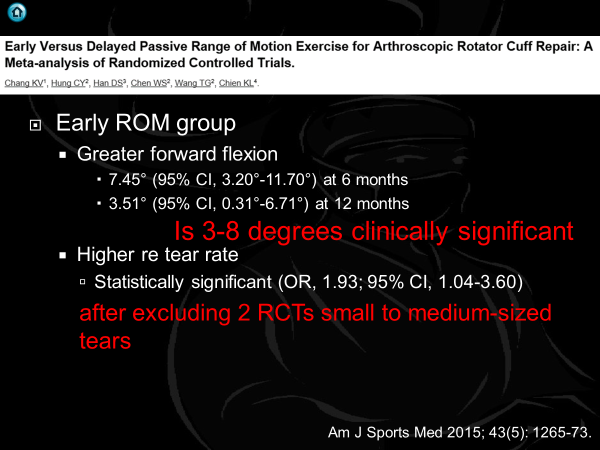 Early Versus Delayed Passive Range of Motion Exercise for Arthroscopic Rotator Cuff Repair: A
Meta-analysis of Randomized Controlled Trials.
Chang KV¹, Hung CY², Han DS³, Chen WS², Wang TG², Chien KL⁴.
Early ROM group
Greater forward flexion
7.45° (95% CI, 3.20°-11.70°) at 6 months
3.51° (95% CI, 0.31°-6.71°) at 12 months
Is 3-8 degrees clinically significant
Higher re tear rate
Statistically significant (OR, 1.93; 95% CI, 1.04-3.60)
after excluding 2 RCTs small to medium-sized
tears
Am J Sports Med 2015; 43(5): 1265-73.